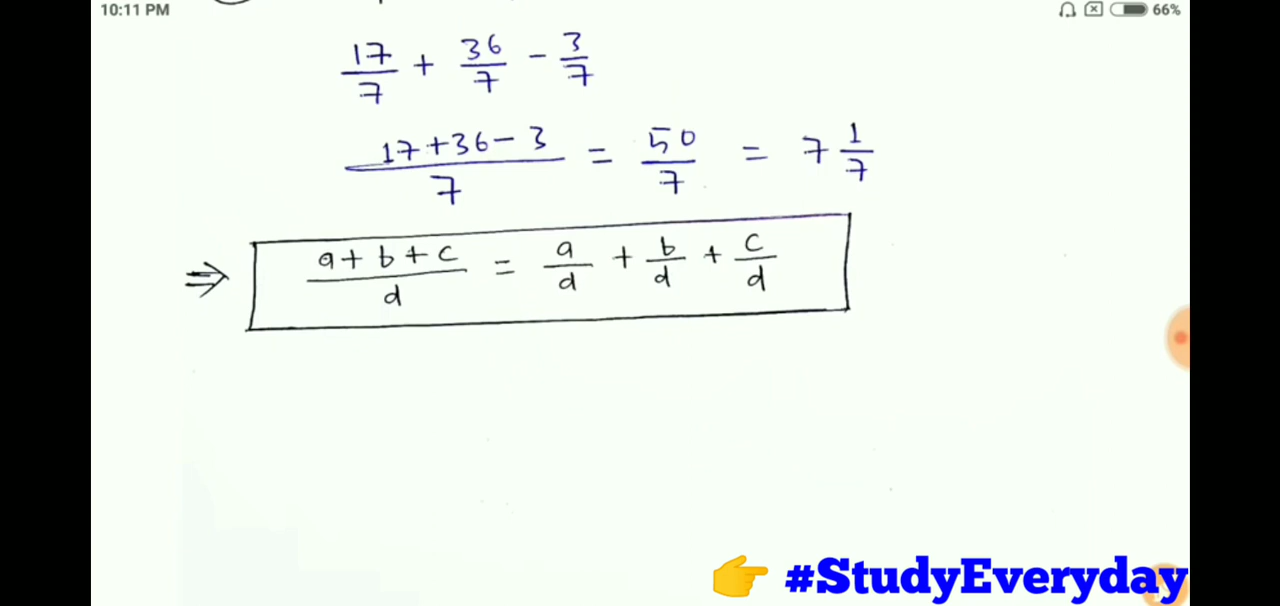 10:11 PM 66%
17/7 + 36/7 - 3/7
17+36-3/7 = 50/7 = 7 1/7
⇒ a+b+c/d = a/d + b/d + c/d
👉 #StudyEveryday